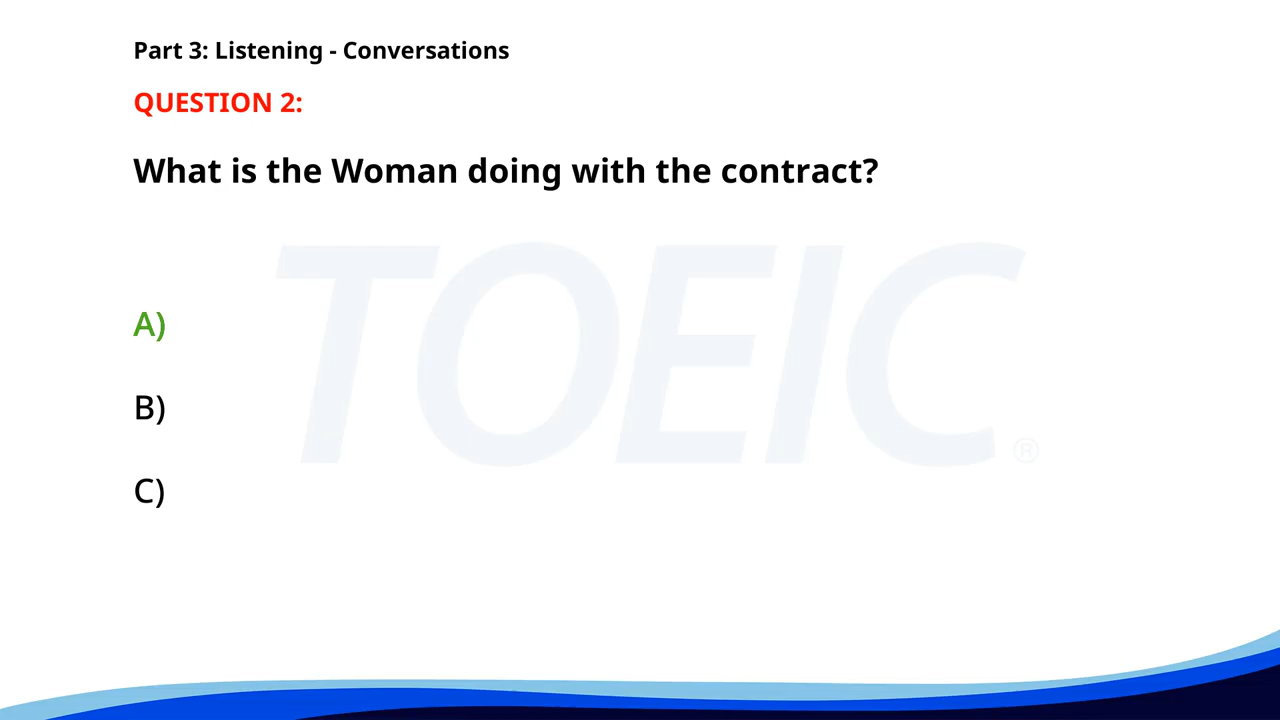 Part 3: Listening - Conversations
QUESTION 2:
What is the Woman doing with the contract?
TOEIC®
A)
B)
C)